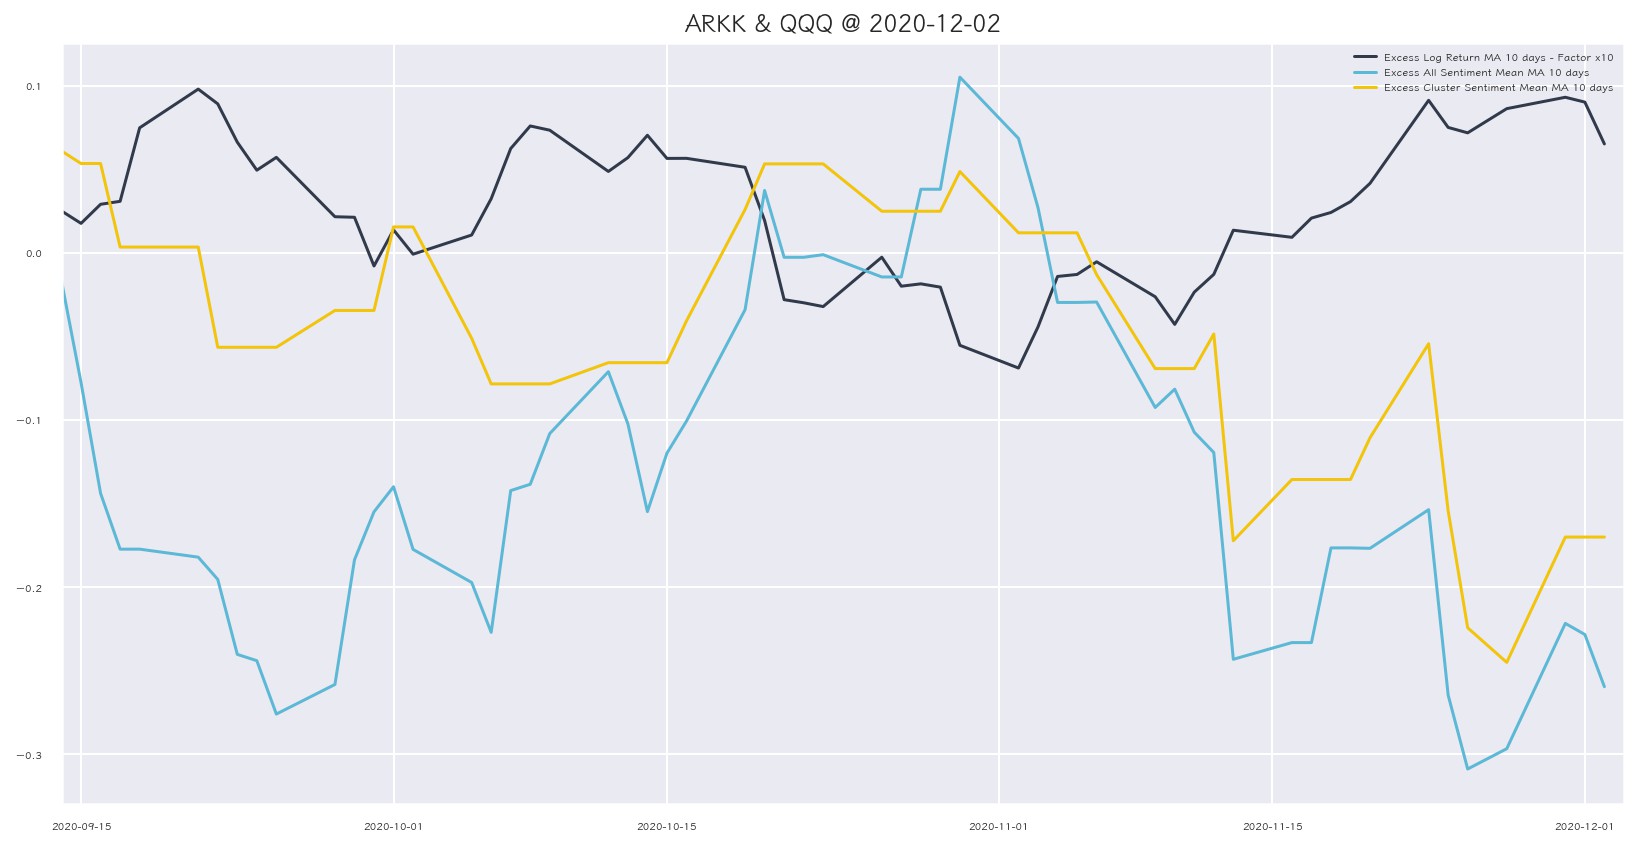 ARKK & QQQ @ 2020-12-02
Excess Log Return MA 10 days - Factor x10
Excess All Sentiment Mean MA 10 days
Excess Cluster Sentiment Mean MA 10 days
0.1
0.0
−0.1
−0.2
−0.3
2020-09-15 2020-10-01 2020-10-15 2020-11-01 2020-11-15 2020-12-01